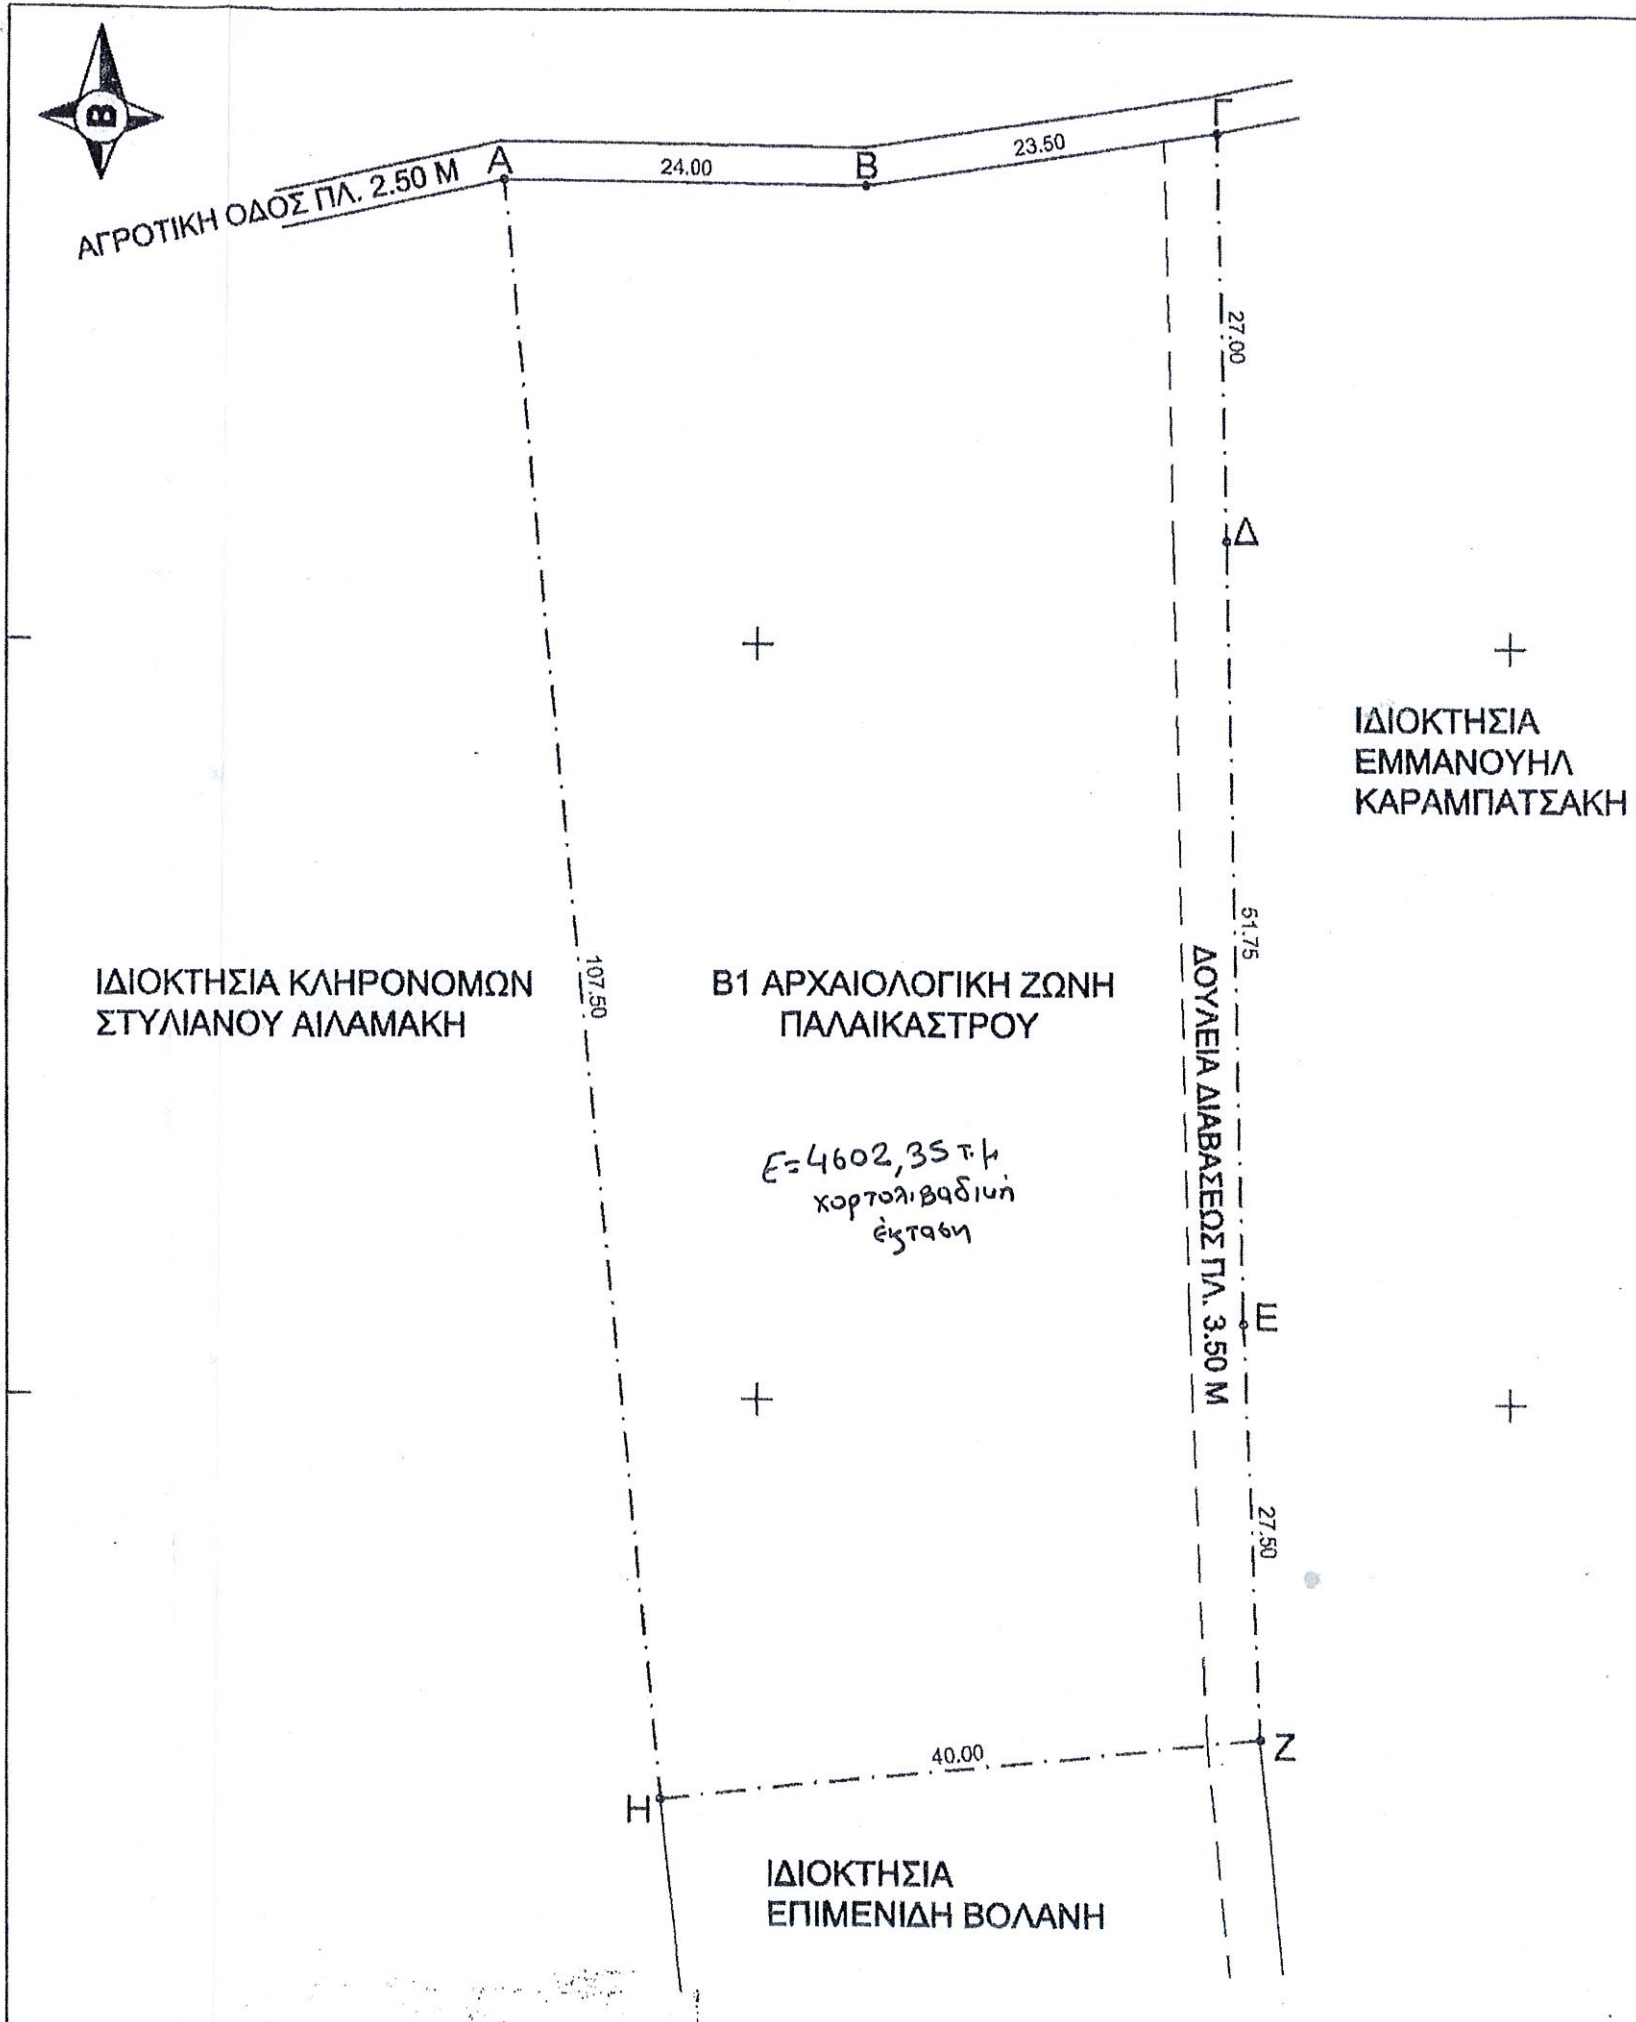 Β
ΑΓΡΟΤΙΚΗ ΟΔΟΣ ΠΛ. 2.50 Μ
Α
24.00
Β
23.50
Γ
27.00
Δ
ΙΔΙΟΚΤΗΣΙΑ
ΕΜΜΑΝΟΥΗΛ
ΚΑΡΑΜΠΑΤΣΑΚΗ
51.75
ΙΔΙΟΚΤΗΣΙΑ ΚΛΗΡΟΝΟΜΩΝ
ΣΤΥΛΙΑΝΟΥ ΑΙΛΑΜΑΚΗ
107.50
Β1 ΑΡΧΑΙΟΛΟΓΙΚΗ ΖΩΝΗ
ΠΑΛΑΙΚΑΣΤΡΟΥ
ΔΟΥΛΕΙΑ ΔΙΑΒΑΣΕΩΣ ΠΛ. 3.50 Μ
Ε=4602,35 τ.μ
χορτολιβαδική
έκταση
Ε
27.50
40.00
Ζ
Η
ΙΔΙΟΚΤΗΣΙΑ
ΕΠΙΜΕΝΙΔΗ ΒΟΛΑΝΗ